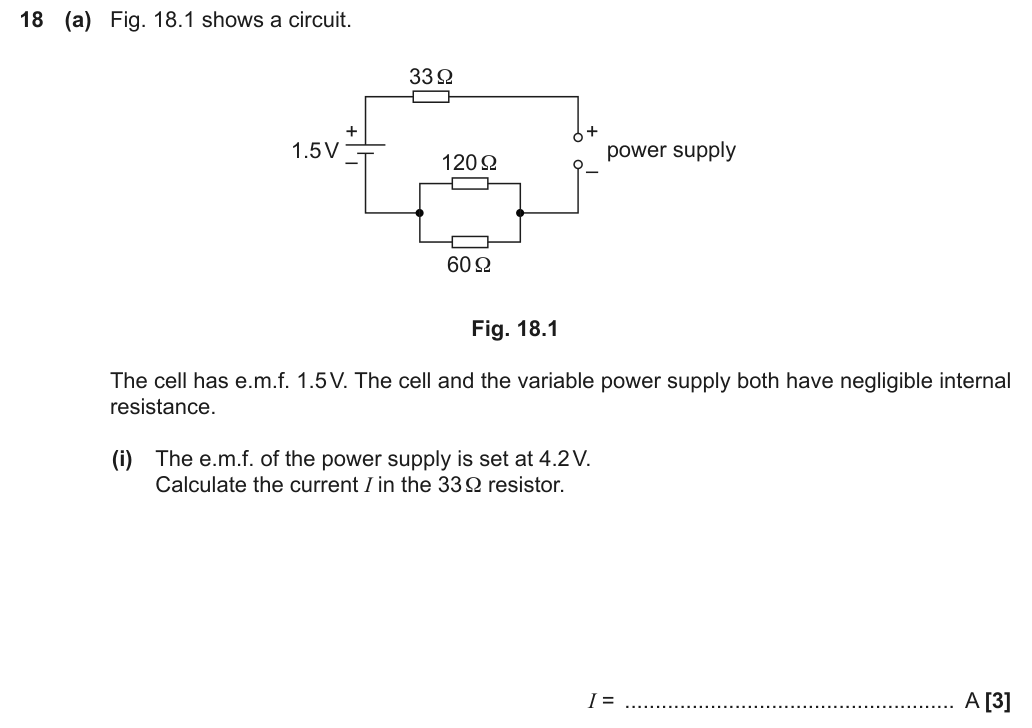 18 (a) Fig. 18.1 shows a circuit.
33 Ω
+
+
1.5 V
power supply
–
120 Ω
–
60 Ω
Fig. 18.1
The cell has e.m.f. 1.5 V. The cell and the variable power supply both have negligible internal
resistance.
(i) The e.m.f. of the power supply is set at 4.2 V.
Calculate the current I in the 33 Ω resistor.
I = ...................................................... A [3]